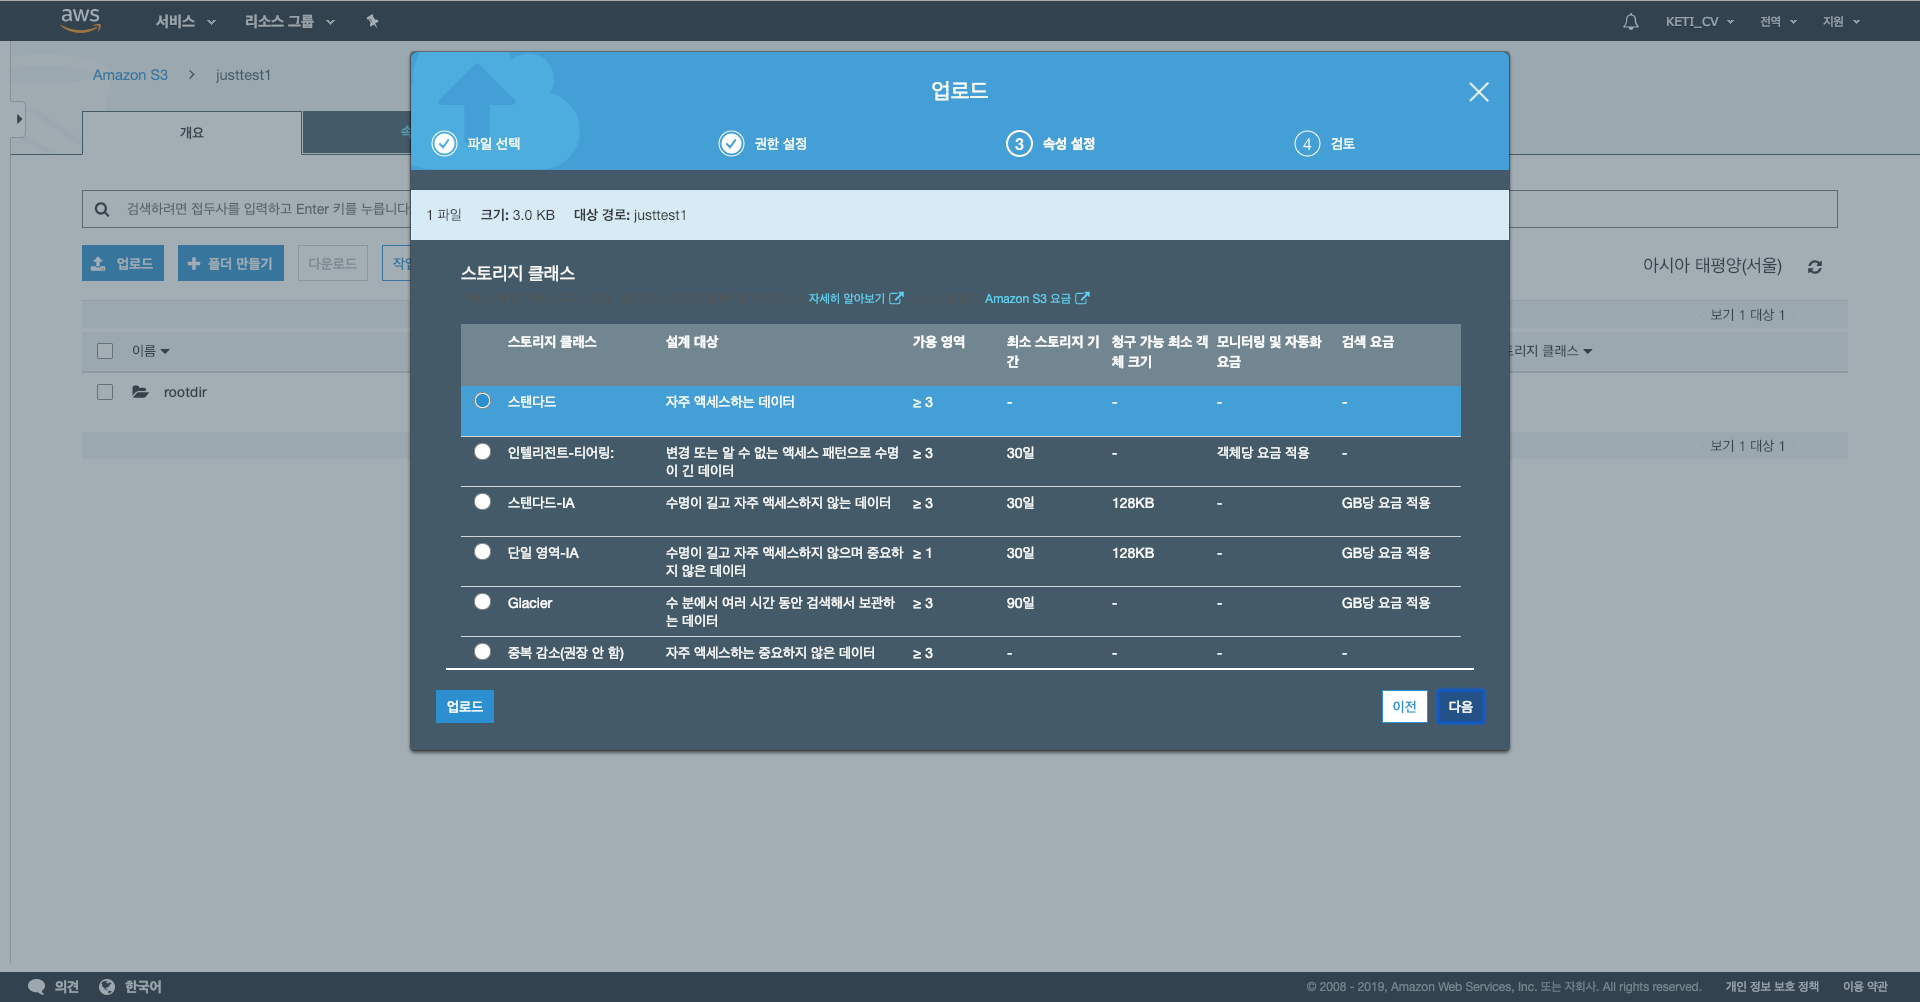 aws
서비스
리소스 그룹
KETI_CV
전역
지원
Amazon S3
justtest1
개요
업로드
파일 선택
권한 설정
3 속성 설정
4 검토
검색하려면 접두사를 입력하고 Enter 키를 누릅니다
1 파일 크기: 3.0 KB 대상 경로: justtest1
업로드
폴더 만들기
다운로드
아시아 태평양(서울)
스토리지 클래스
자세히 알아보기
Amazon S3 요금
보기 1 대상 1
이름
토리지 클래스
rootdir
보기 1 대상 1
스토리지 클래스 설계 대상 가용 영역 최소 스토리지 기 청구 가능 최소 객 모니터링 및 자동화 검색 요금
간 체 크기 요금
스탠다드 자주 액세스하는 데이터 ≥ 3 - - - -
인텔리전트-티어링: 변경 또는 알 수 없는 액세스 패턴으로 수명 ≥ 3 30일 - 객체당 요금 적용 -
이 긴 데이터
스탠다드-IA 수명이 길고 자주 액세스하지 않는 데이터 ≥ 3 30일 128KB - GB당 요금 적용
단일 영역-IA 수명이 길고 자주 액세스하지 않으며 중요하 ≥ 1 30일 128KB - GB당 요금 적용
지 않은 데이터
Glacier 수 분에서 여러 시간 동안 검색해서 보관하 ≥ 3 90일 - - GB당 요금 적용
는 데이터
중복 감소(권장 안 함) 자주 액세스하는 중요하지 않은 데이터 ≥ 3 - - - -
업로드
이전
다음
의견
한국어
© 2008 - 2019, Amazon Web Services, Inc. 또는 자회사. All rights reserved.
개인 정보 보호 정책
이용 약관